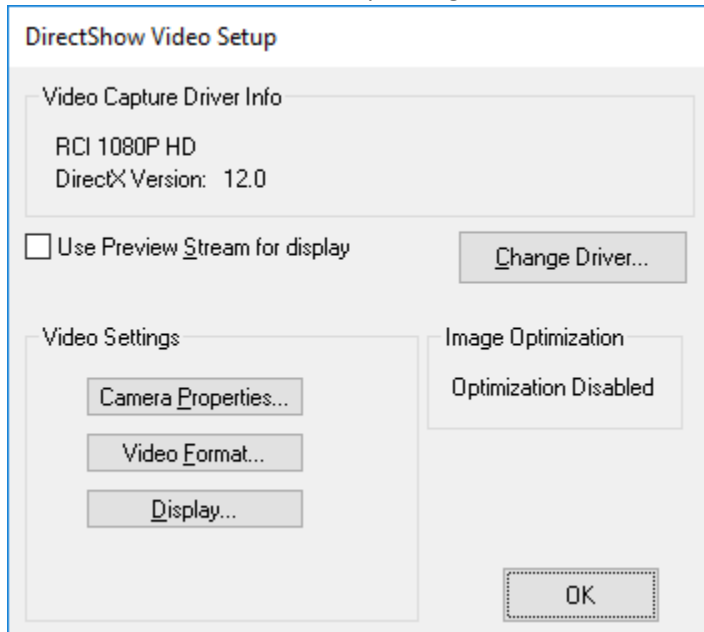 DirectShow Video Setup
Video Capture Driver Info
RCI 1080P HD
DirectX Version: 12.0
Use Preview Stream for display
Change Driver...
Video Settings
Image Optimization
Camera Properties...
Optimization Disabled
Video Format...
Display...
OK